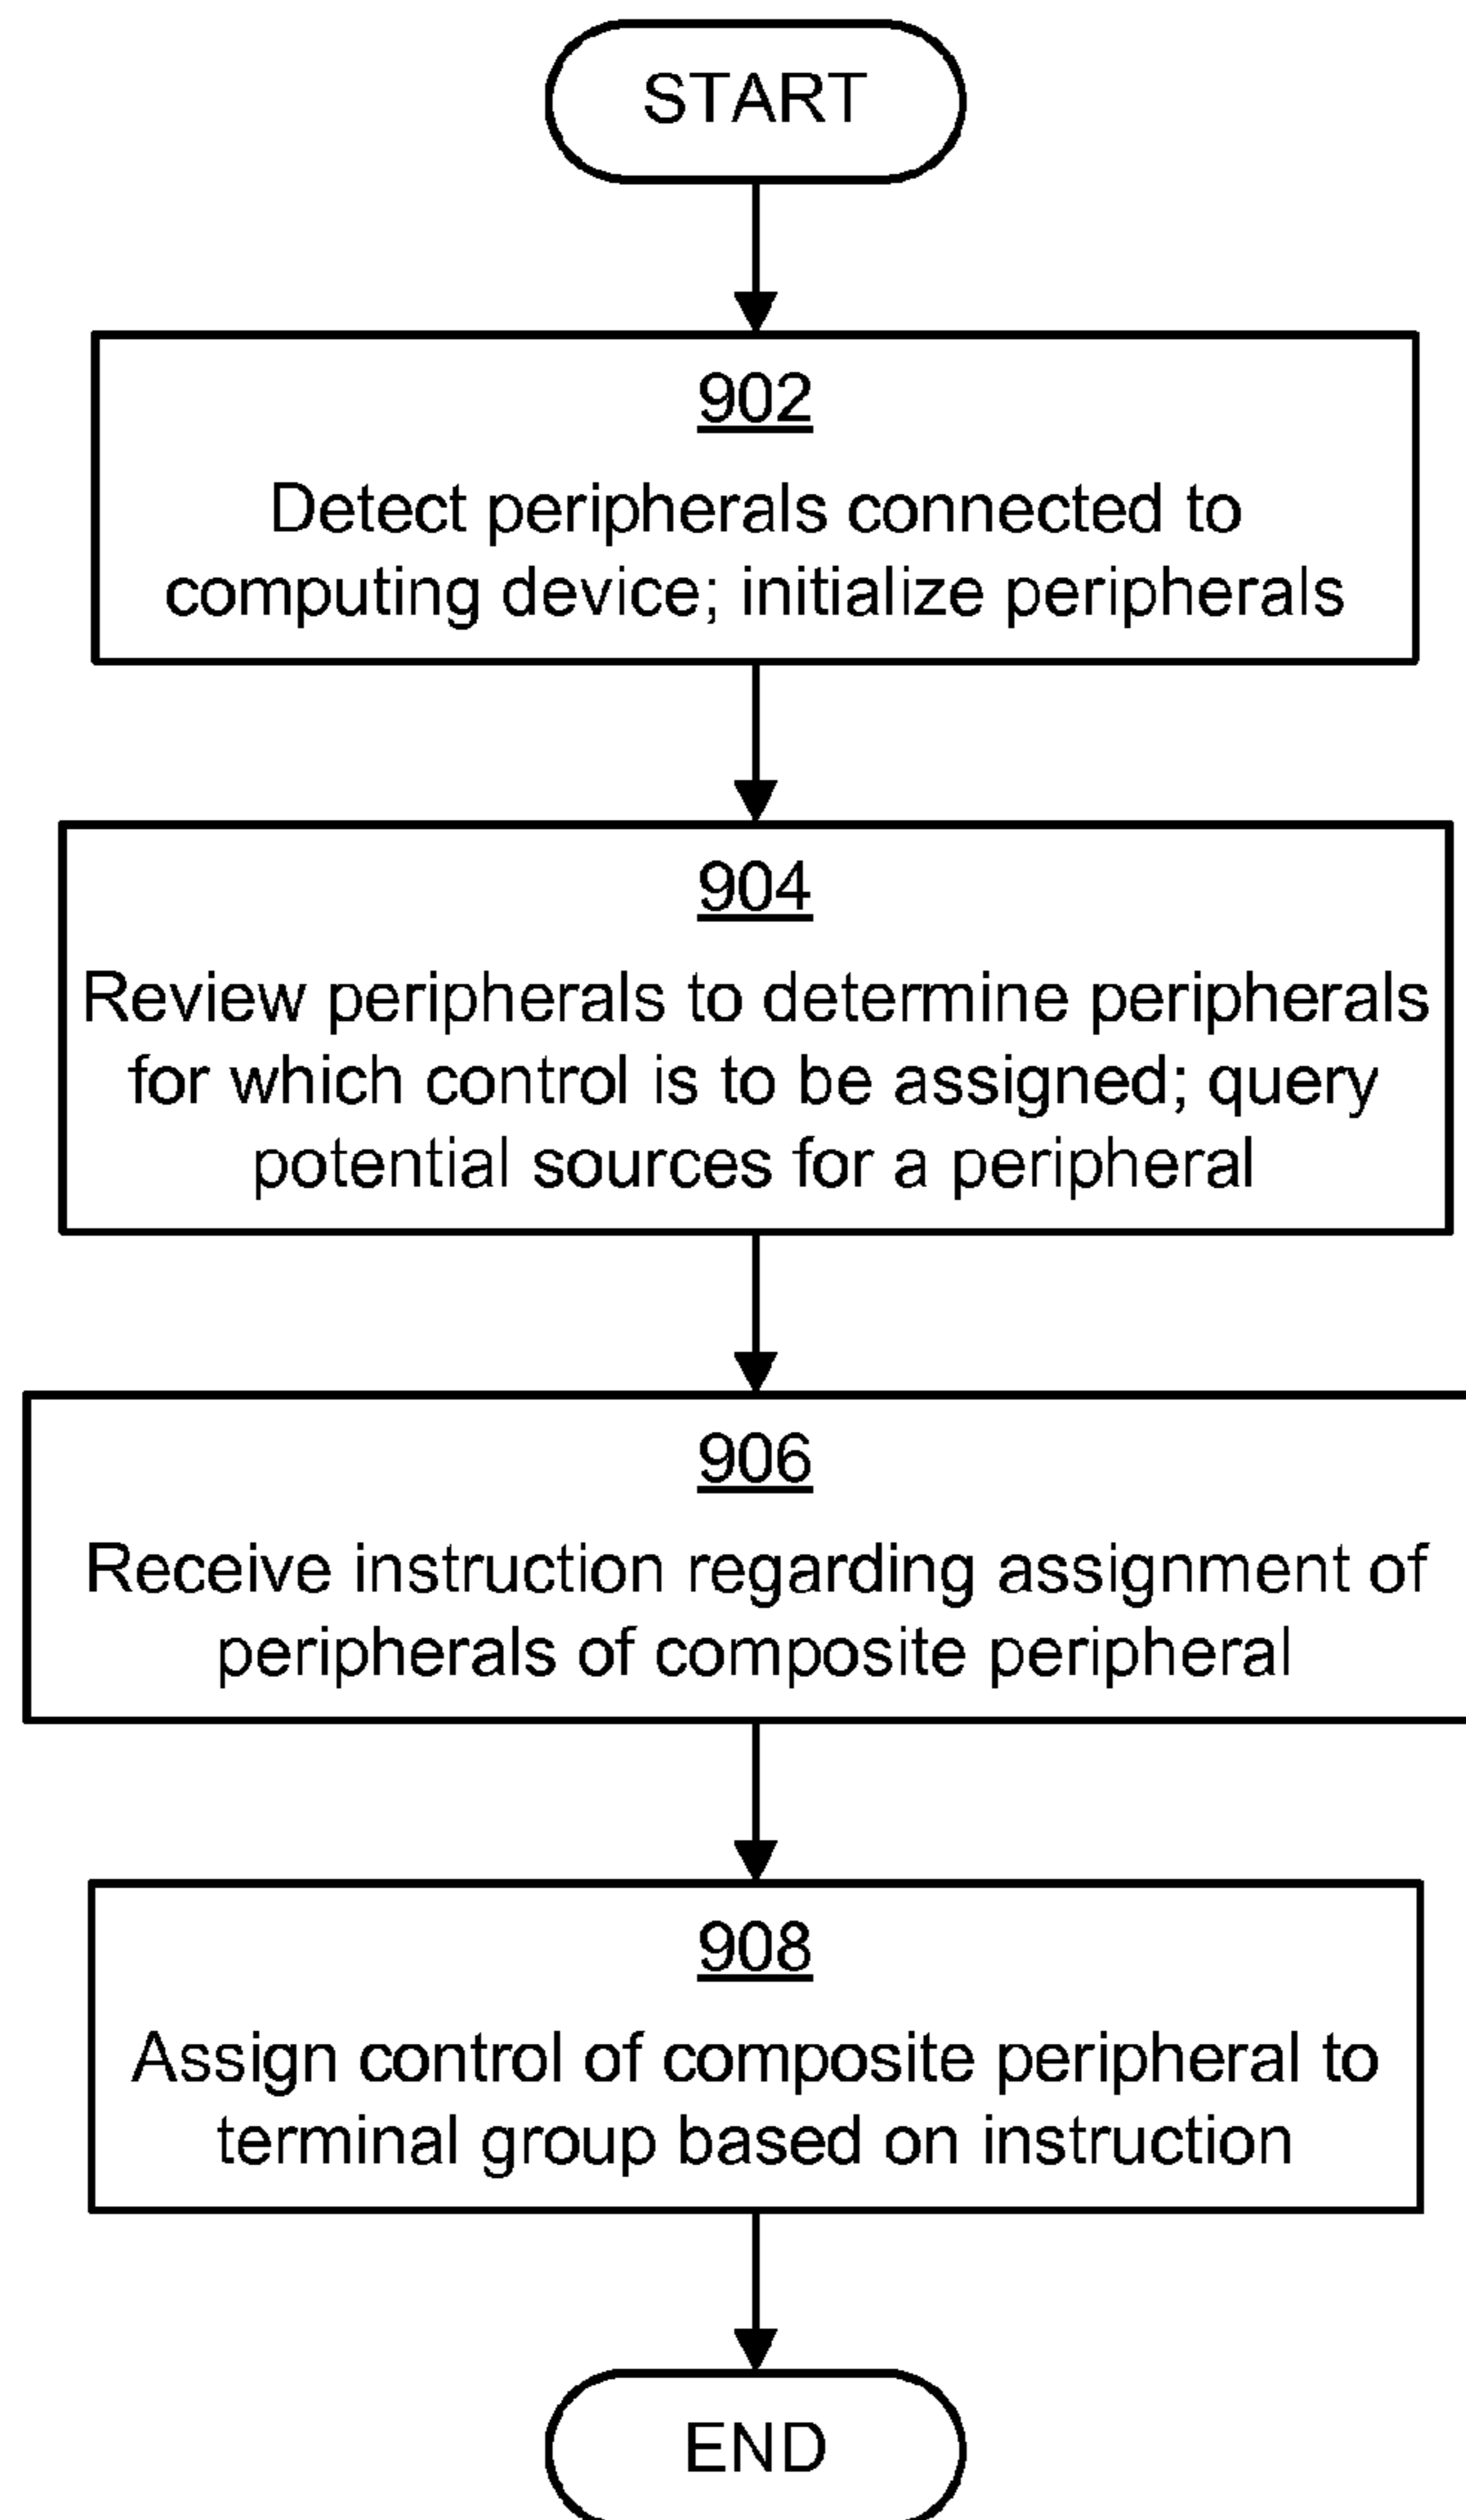 START
902
Detect peripherals connected to
computing device; initialize peripherals
904
Review peripherals to determine peripherals
for which control is to be assigned; query
potential sources for a peripheral
906
Receive instruction regarding assignment of
peripherals of composite peripheral
908
Assign control of composite peripheral to
terminal group based on instruction
END